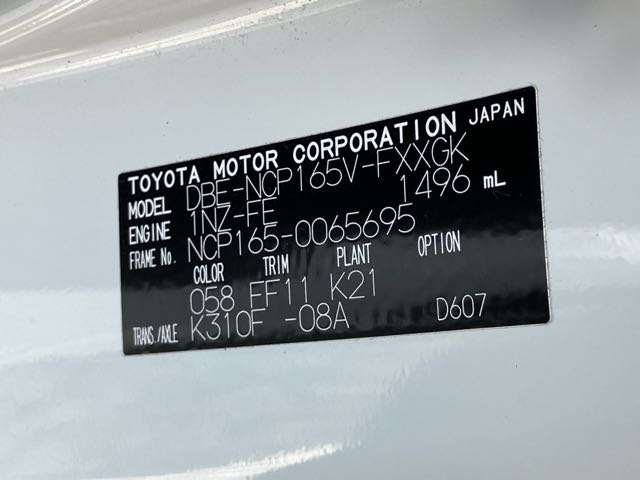 TOYOTA MOTOR CORPORATION JAPAN
MODEL DBE-NCP165V-FXXGK
ENGINE 1NZ-FE 1496 mL
FRAME No. NCP165-0065695
COLOR TRIM PLANT OPTION
058 FF11 K21
TRANS./AXLE K310F -08A D607